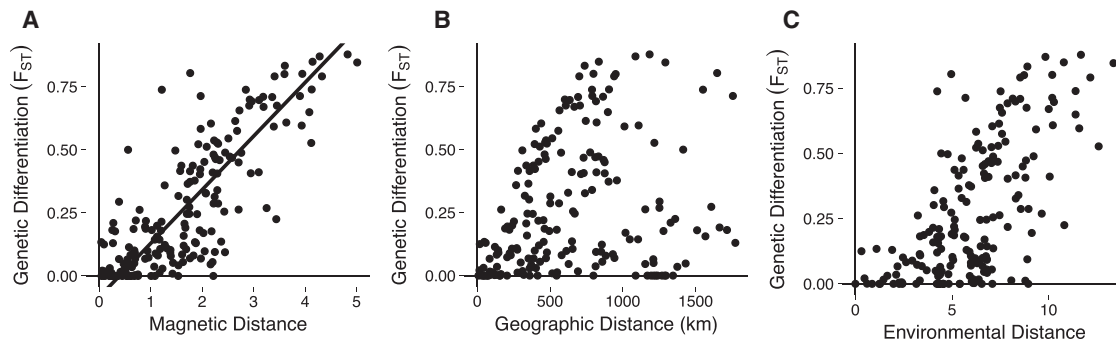 A
Genetic Differentiation (FST)
0.75
0.50
0.25
0.00
0 1 2 3 4 5
Magnetic Distance
B
Genetic Differentiation (FST)
0.75
0.50
0.25
0.00
0 500 1000 1500
Geographic Distance (km)
C
Genetic Differentiation (FST)
0.75
0.50
0.25
0.00
0 5 10
Environmental Distance